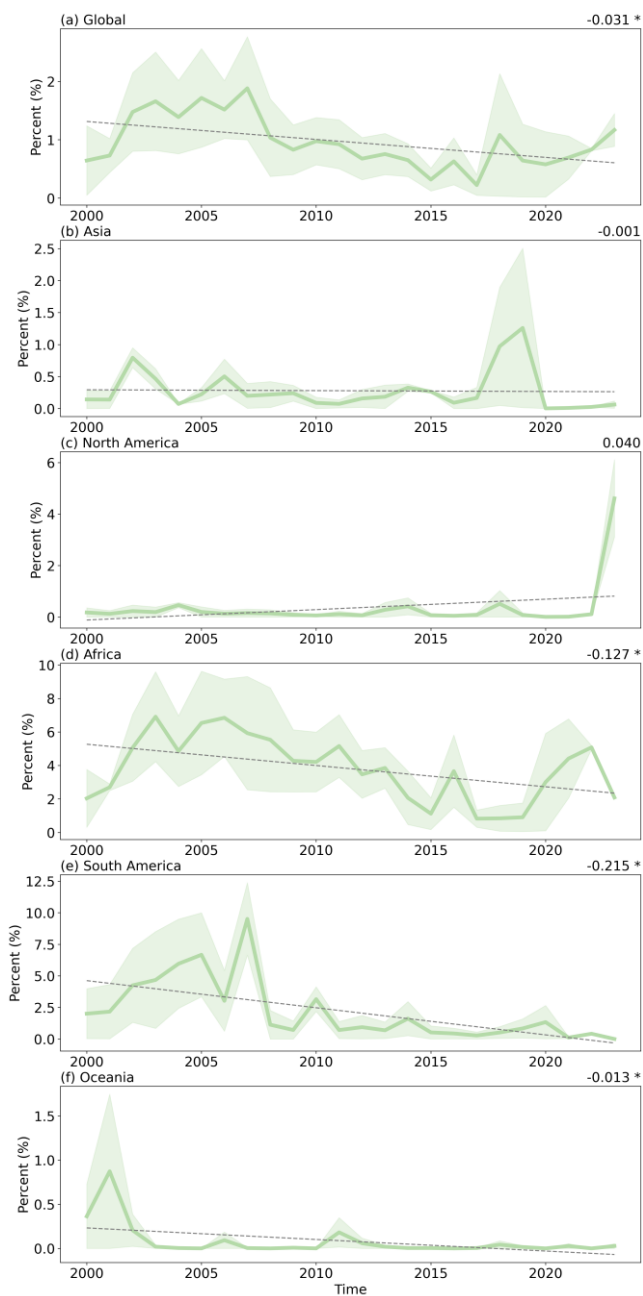 (a) Global -0.031 *
Percent (%)
2
1
0
2000 2005 2010 2015 2020
(b) Asia -0.001
Percent (%)
2.5
2.0
1.5
1.0
0.5
0.0
2000 2005 2010 2015 2020
(c) North America 0.040
Percent (%)
6
4
2
0
2000 2005 2010 2015 2020
(d) Africa -0.127 *
Percent (%)
10
8
6
4
2
0
2000 2005 2010 2015 2020
(e) South America -0.215 *
Percent (%)
12.5
10.0
7.5
5.0
2.5
0.0
2000 2005 2010 2015 2020
(f) Oceania -0.013 *
Percent (%)
1.5
1.0
0.5
0.0
2000 2005 2010 2015 2020
Time